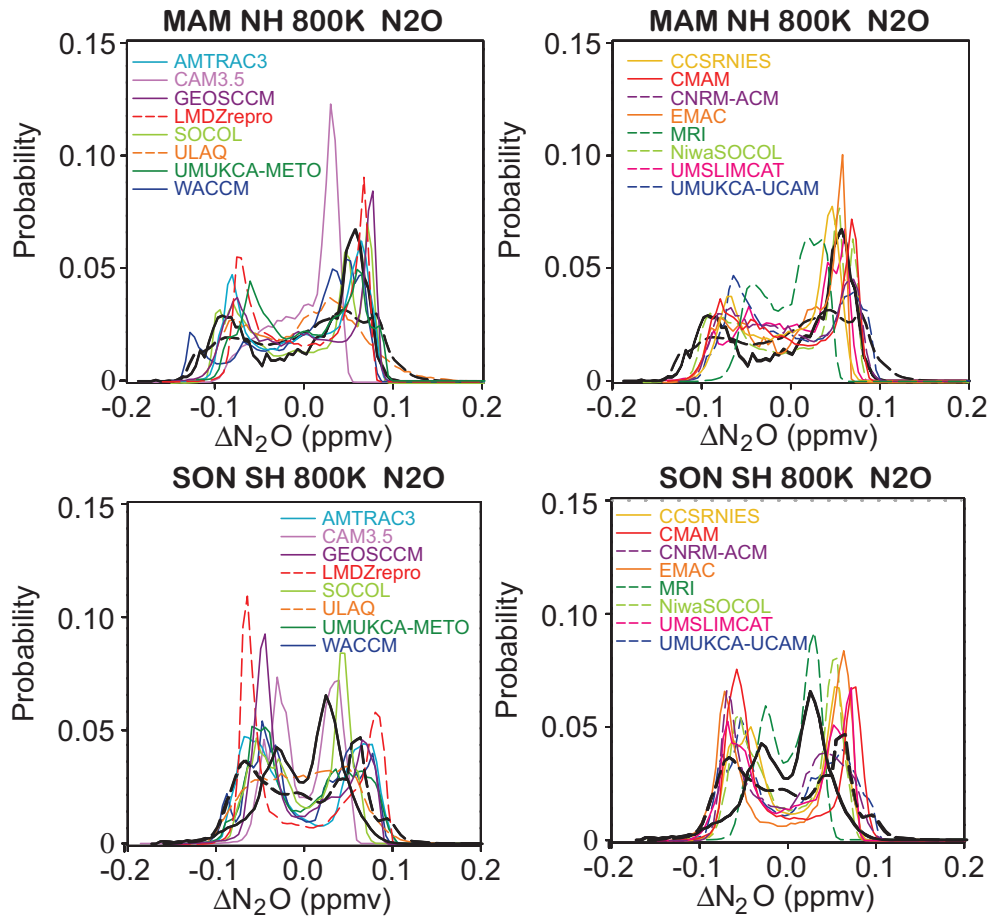 MAM NH 800K N2O
0.15
0.10
0.05
0
Probability
AMTRAC3
CAM3.5
GEOSCCM
LMDZrepro
SOCOL
ULAQ
UMUKCA-METO
WACCM
-0.2 -0.1 0.0 0.1 0.2
ΔN₂O (ppmv)
MAM NH 800K N2O
0.15
0.10
0.05
0
Probability
CCSRNIES
CMAM
CNRM-ACM
EMAC
MRI
NiwaSOCOL
UMSLIMCAT
UMUKCA-UCAM
-0.2 -0.1 0.0 0.1 0.2
ΔN₂O (ppmv)
SON SH 800K N2O
0.15
0.10
0.05
0
Probability
AMTRAC3
CAM3.5
GEOSCCM
LMDZrepro
SOCOL
ULAQ
UMUKCA-METO
WACCM
-0.2 -0.1 0.0 0.1 0.2
ΔN₂O (ppmv)
SON SH 800K N2O
0.15
0.10
0.05
0
Probability
CCSRNIES
CMAM
CNRM-ACM
EMAC
MRI
NiwaSOCOL
UMSLIMCAT
UMUKCA-UCAM
-0.2 -0.1 0.0 0.1 0.2
ΔN₂O (ppmv)